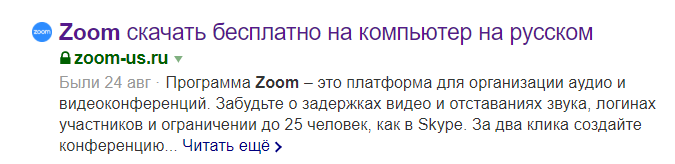 zoom
Zoom скачать бесплатно на компьютер на русском
zoom-us.ru
Были 24 авг · Программа Zoom – это платформа для организации аудио и
видеоконференций. Забудьте о задержках видео и отставаниях звука, логинах
участников и ограничении до 25 человек, как в Skype. За два клика создайте
конференцию... Читать ещё